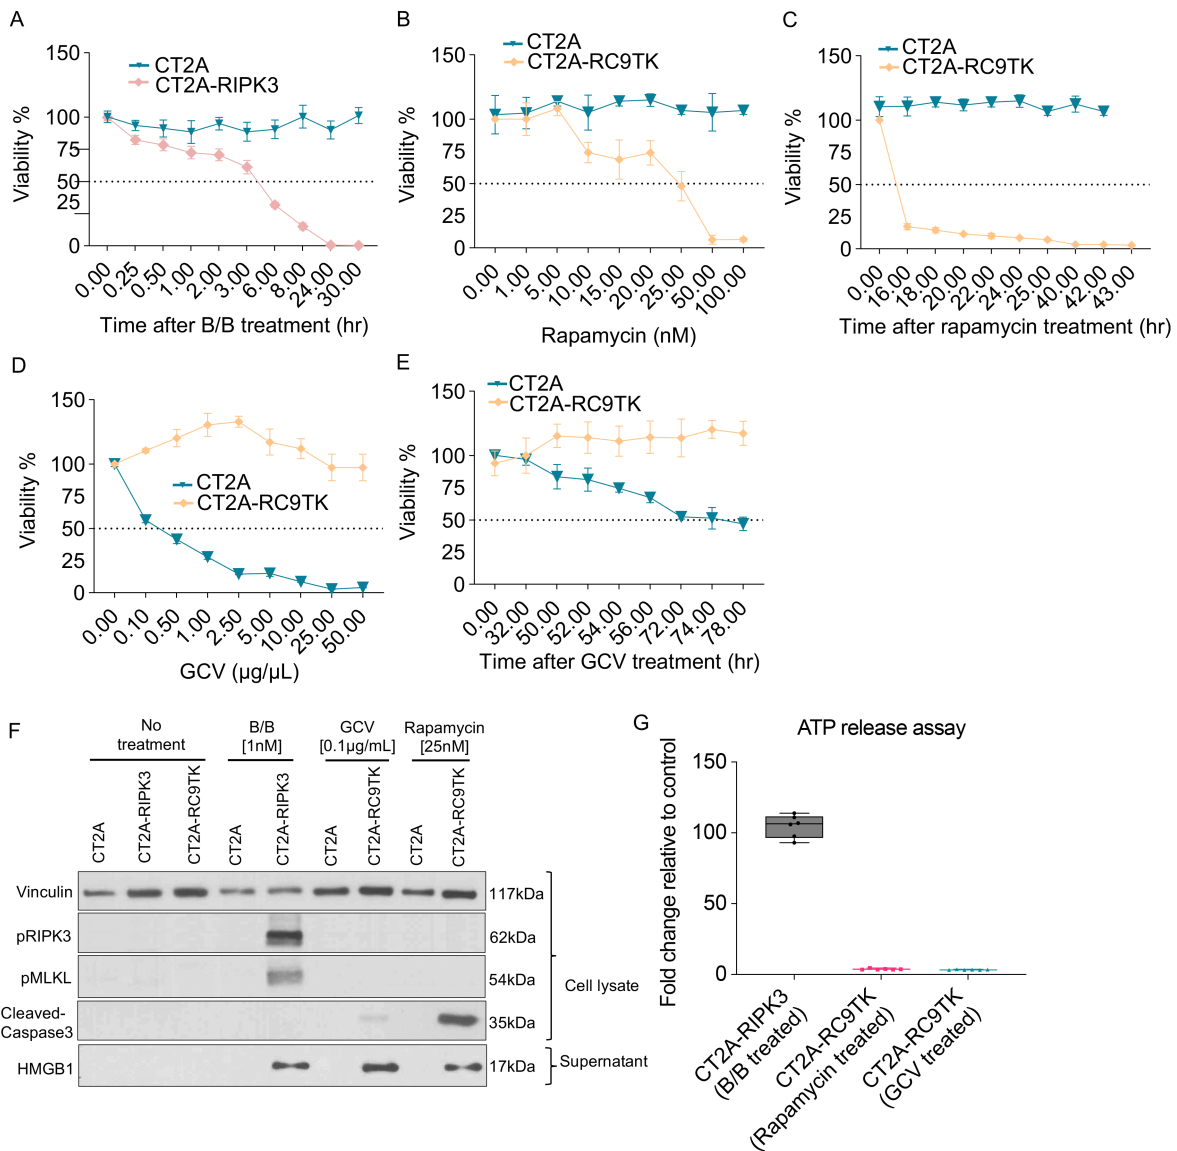 A
150
100
75
50
25
0
Viability %
CT2A
CT2A-RIPK3
0.00
0.25
0.50
1.00
2.00
3.00
6.00
8.00
24.00
30.00
Time after B/B treatment (hr)
B
150
100
50
0
Viability %
CT2A
CT2A-RC9TK
0.00
1.00
5.00
10.00
15.00
20.00
25.00
50.00
100.00
Rapamycin (nM)
C
150
100
50
0
Viability %
CT2A
CT2A-RC9TK
0.00
16.00
18.00
20.00
22.00
24.00
25.00
40.00
42.00
43.00
Time after rapamycin treatment (hr)
D
150
100
75
50
25
0
Viability %
CT2A
CT2A-RC9TK
0.00
0.10
0.50
1.00
2.50
5.00
10.00
25.00
50.00
GCV (µg/µL)
E
150
100
75
50
25
0
Viability %
CT2A
CT2A-RC9TK
0.00
32.00
50.00
52.00
54.00
56.00
72.00
74.00
78.00
Time after GCV treatment (hr)
F
No
treatment
B/B
[1nM]
GCV
[0.1µg/mL]
Rapamycin
[25nM]
CT2A
CT2A-RIPK3
CT2A-RC9TK
CT2A
CT2A-RIPK3
CT2A
CT2A-RC9TK
CT2A
CT2A-RC9TK
Vinculin
117kDa
pRIPK3
62kDa
pMLKL
54kDa
Cleaved-
Caspase3
35kDa
HMGB1
17kDa
Cell lysate
Supernatant
G
ATP release assay
Fold change relative to control
150
100
50
0
CT2A-RIPK3
(B/B treated)
CT2A-RC9TK
(Rapamycin treated)
CT2A-RC9TK
(GCV treated)